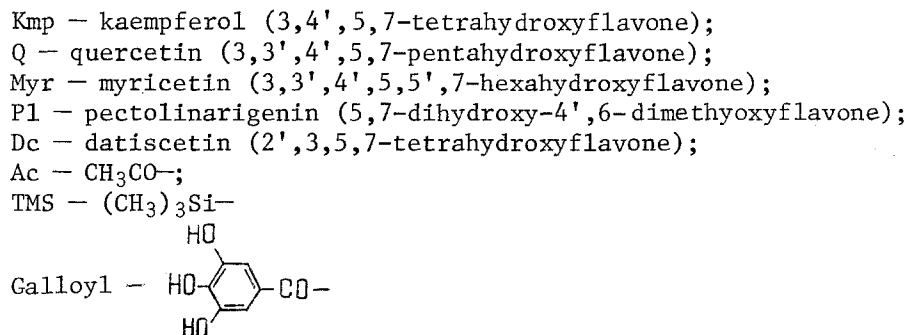 Kmp — kaempferol (3,4',5,7-tetrahydroxyflavone);
Q — quercetin (3,3',4',5,7-pentahydroxyflavone);
Myr — myricetin (3,3',4',5,5',7-hexahydroxyflavone);
Pl — pectolinarigenin (5,7-dihydroxy-4',6-dimethyoxyflavone);
Dc — datiscetin (2',3,5,7-tetrahydroxyflavone);
Ac — CH₃CO—;
TMS — (CH₃)₃Si—
HO
Galloyl — HO- -CO—
HO